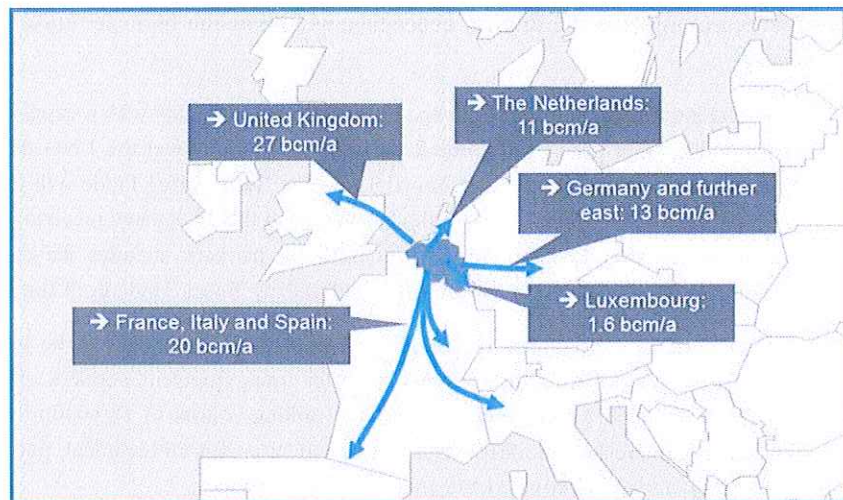 → United Kingdom:
27 bcm/a
→ The Netherlands:
11 bcm/a
→ Germany and further
east: 13 bcm/a
→ Luxembourg:
1.6 bcm/a
→ France, Italy and Spain:
20 bcm/a